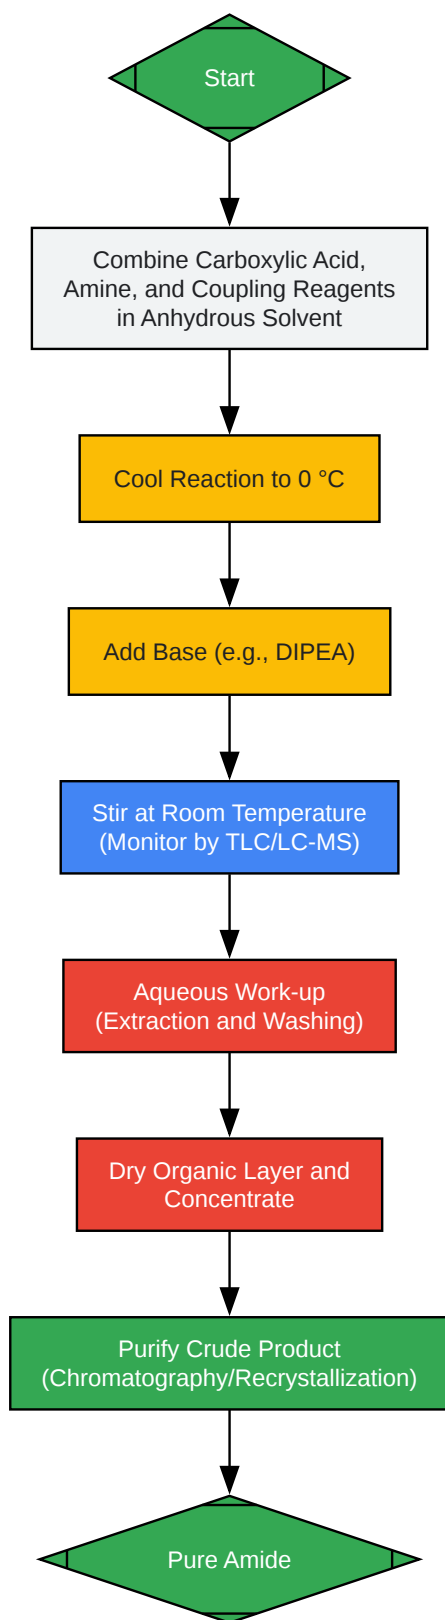 Start
Combine Carboxylic Acid,
Amine, and Coupling Reagents
in Anhydrous Solvent
Cool Reaction to 0 °C
Add Base (e.g., DIPEA)
Stir at Room Temperature
(Monitor by TLC/LC-MS)
Aqueous Work-up
(Extraction and Washing)
Dry Organic Layer and
Concentrate
Purify Crude Product
(Chromatography/Recrystallization)
Pure Amide